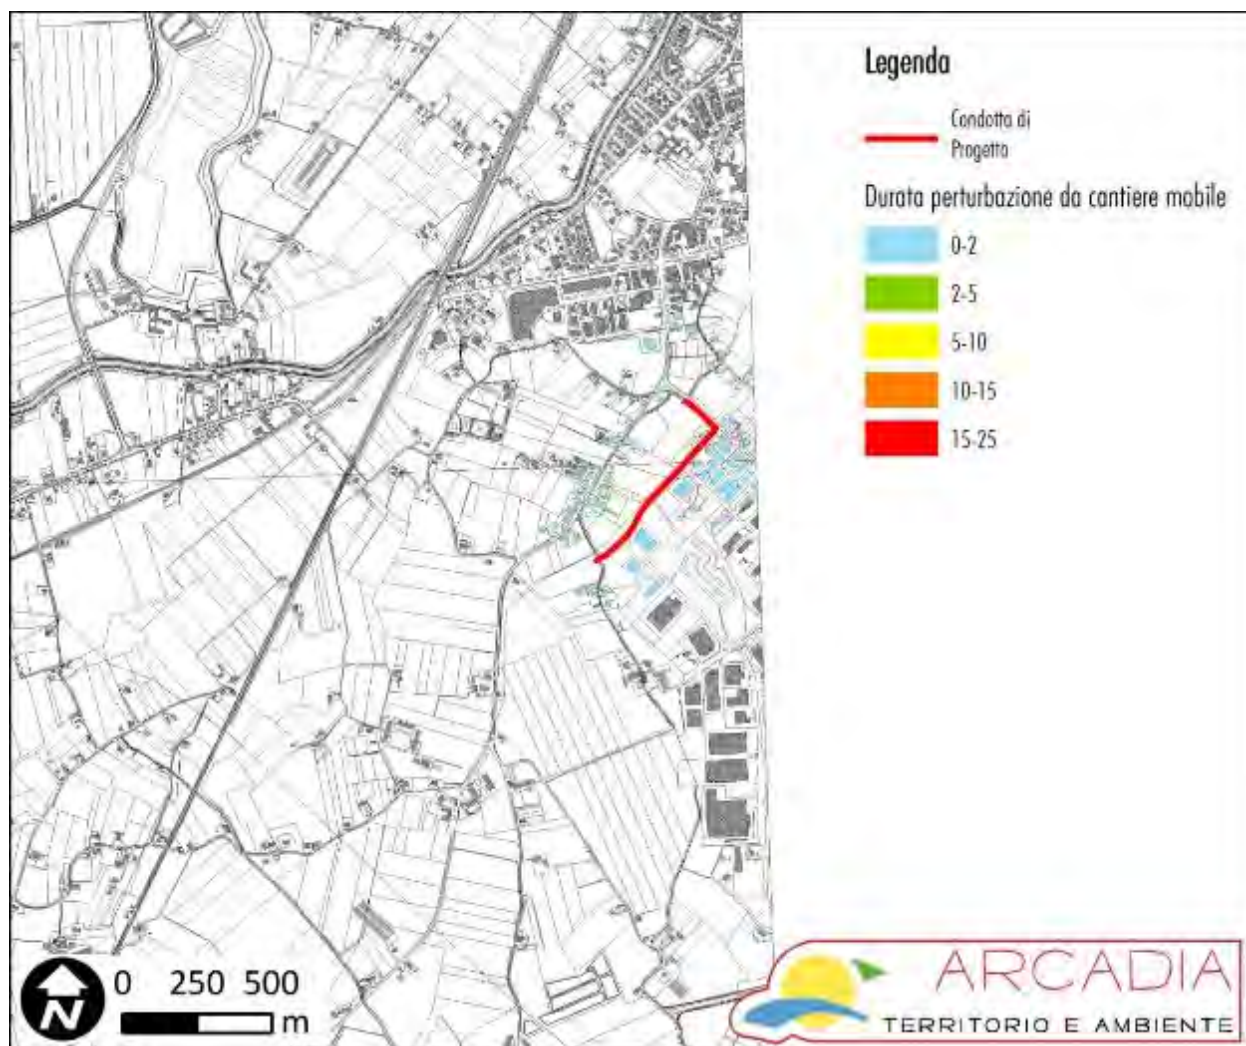 Legenda
Condotta di
Progetto
Durata perturbazione da cantiere mobile
0-2
2-5
5-10
10-15
15-25
N
0 250 500
m
ARCADIA
TERRITORIO E AMBIENTE